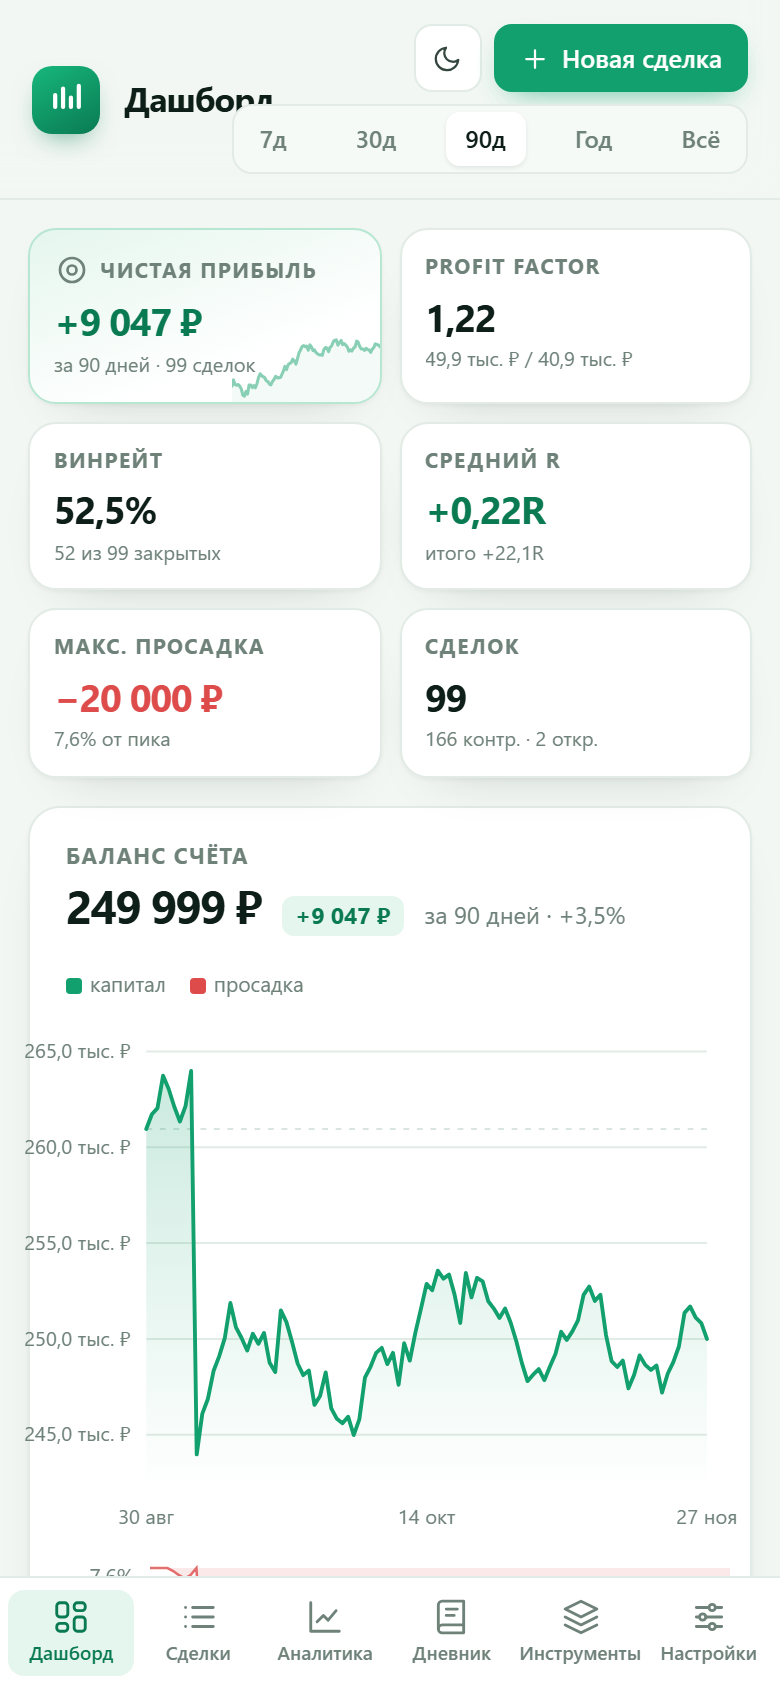 Новая сделка
Дашборд
7д 30д 90д Год Всё
ЧИСТАЯ ПРИБЫЛЬ
+9 047 ₽
за 90 дней · 99 сделок
PROFIT FACTOR
1,22
49,9 тыс. ₽ / 40,9 тыс. ₽
ВИНРЕЙТ
52,5%
52 из 99 закрытых
СРЕДНИЙ R
+0,22R
итого +22,1R
МАКС. ПРОСАДКА
−20 000 ₽
7,6% от пика
СДЕЛОК
99
166 контр. · 2 откр.
БАЛАНС СЧЁТА
249 999 ₽ +9 047 ₽ за 90 дней · +3,5%
капитал просадка
265,0 тыс. ₽
260,0 тыс. ₽
255,0 тыс. ₽
250,0 тыс. ₽
245,0 тыс. ₽
30 авг 14 окт 27 ноя
7,6%
Дашборд Сделки Аналитика Дневник Инструменты Настройки